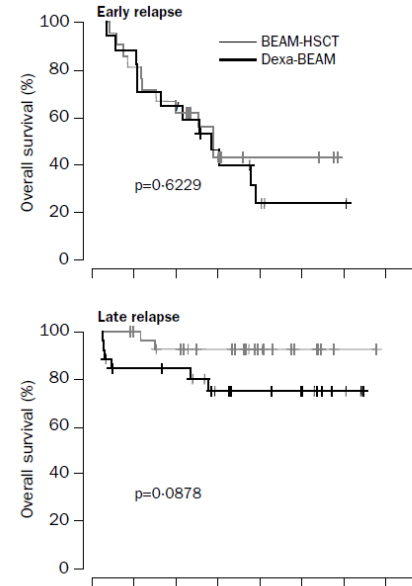 Early relapse
100
80
60
40
20
0
Overall survival (%)
BEAM-HSCT
Dexa-BEAM
p=0·6229
Late relapse
100
80
60
40
20
0
Overall survival (%)
p=0·0878